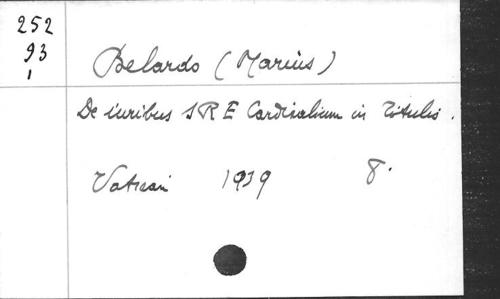 252
93
1
Belardo (Marius)
De iuribus S R E Cardinalium in Titulis.
Vatican 1939 8.